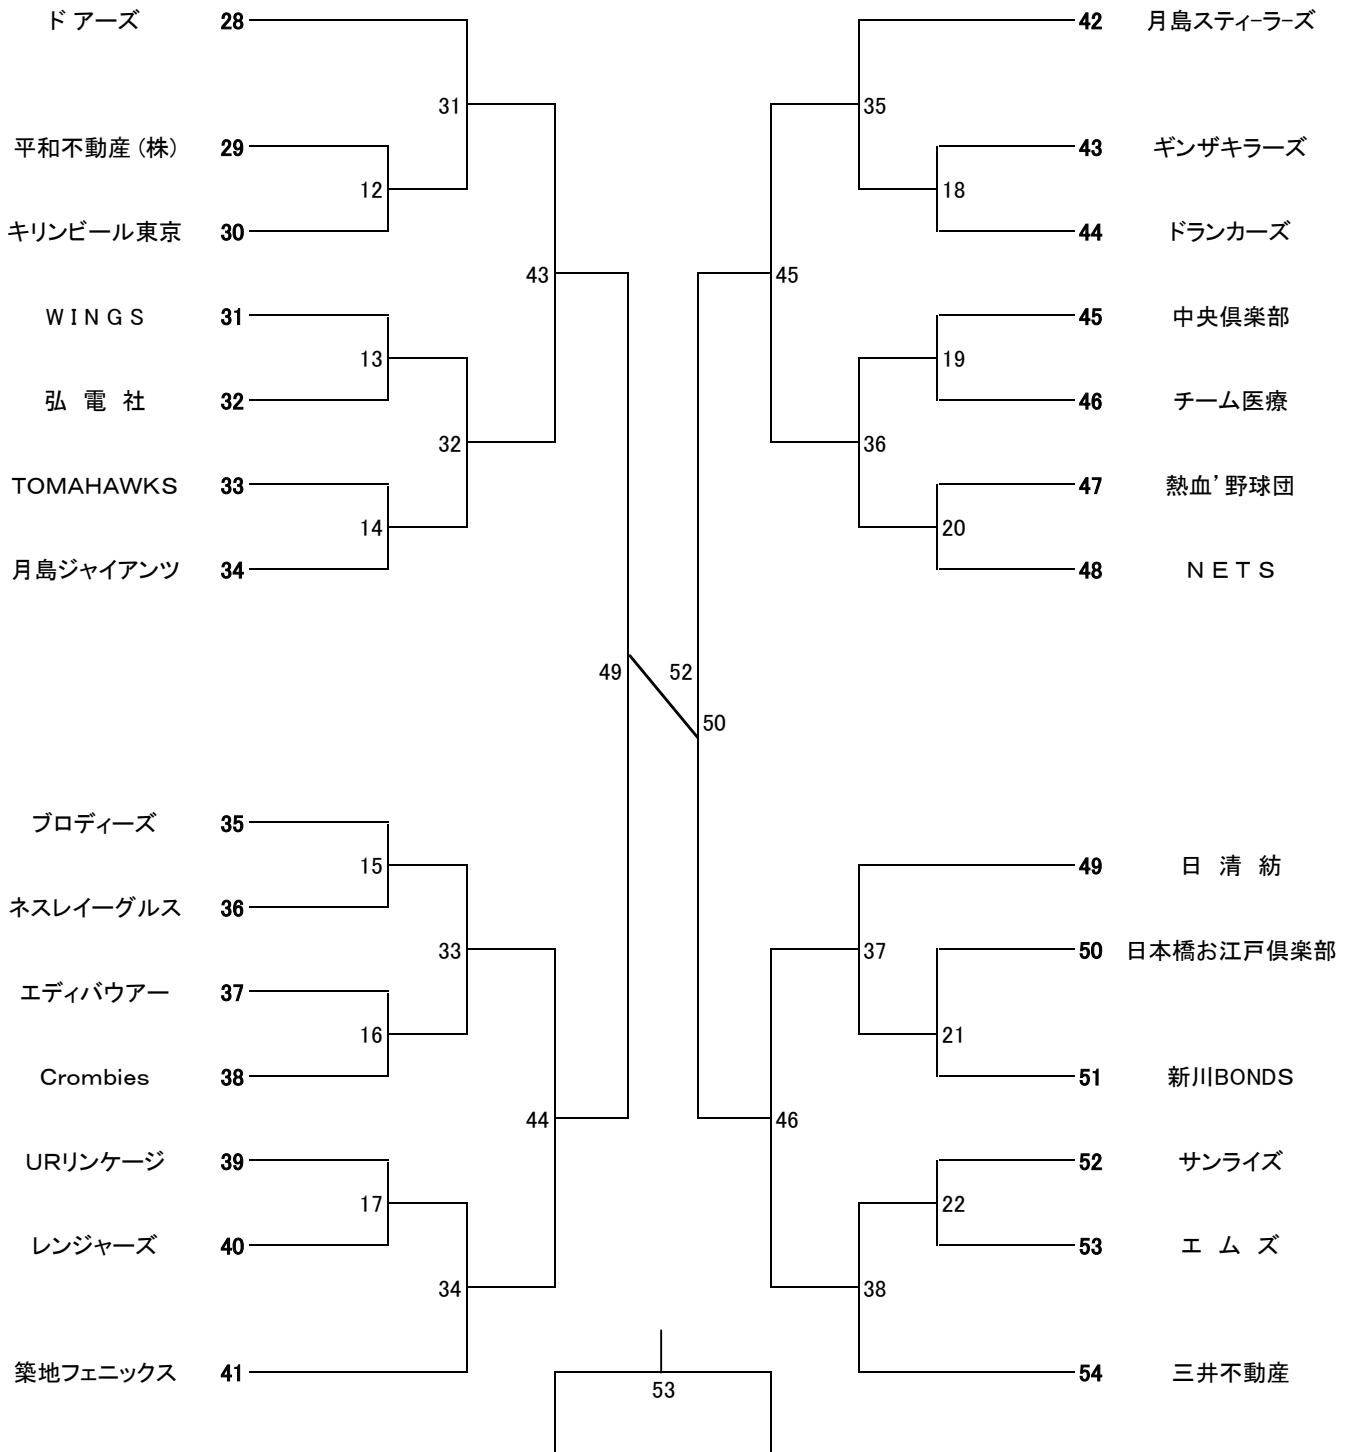 ド アーズ 28
31
平和不動産 (株) 29
12
キリンビール東京 30
43
WINGS 31
13
弘 電 社 32
32
TOMAHAWKS 33
14
月島ジャイアンツ 34
49
ブロディーズ 35
15
ネスレイーグルス 36
33
エディバウアー 37
16
Crombies 38
44
URリンケージ 39
17
レンジャーズ 40
34
築地フェニックス 41
42 月島スティーラーズ
35
43 ギンザキラーズ
18
44 ドランカーズ
45
45 中央倶楽部
19
46 チーム医療
36
47 熱血’野球団
20
48 NETS
52
50
49 日 清 紡
37
50 日本橋お江戸倶楽部
21
51 新川BONDS
46
52 サンライズ
22
53 エ ム ズ
38
54 三井不動産
53